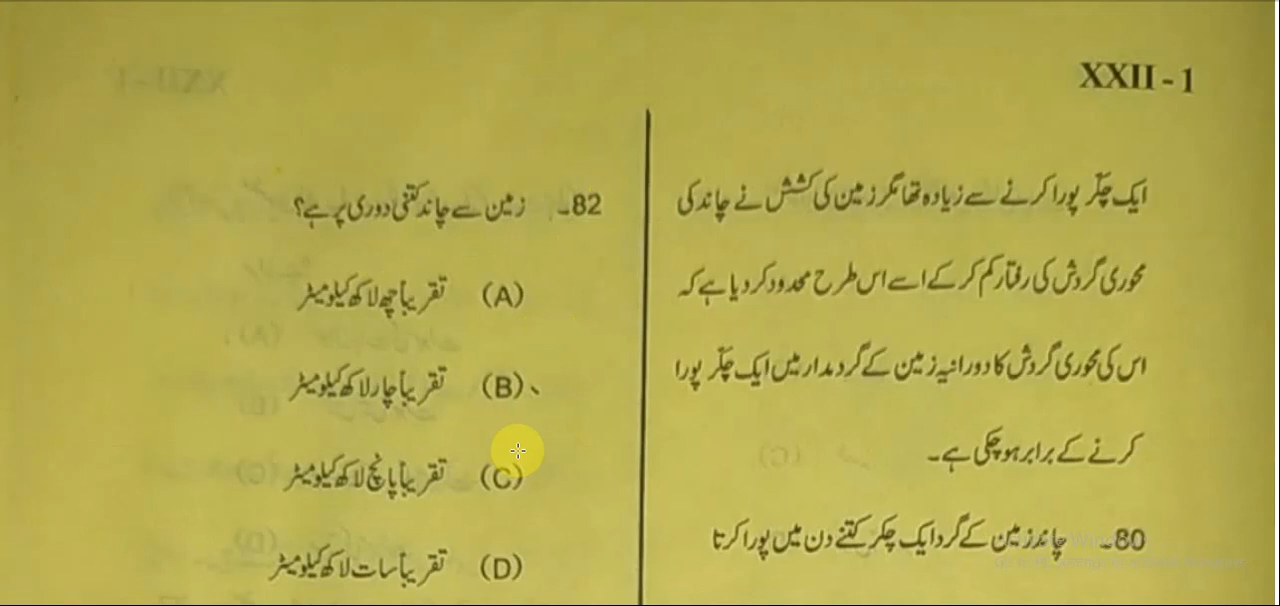 XXII - 1
ایک چکّر پورا کرنے سے زیادہ تھا مگر زمین کی کشش نے چاند کی
محوری گردش کی رفتار کم کر کے اسے اس طرح محدود کر دیا ہے کہ
اس کی محوری گردش کا دورانیہ زمین کے گرد مدار میں ایک چکّر پورا
کرنے کے برابر ہو چکی ہے۔
80۔ چاند زمین کے گرد ایک چکر کتنے دن میں پورا کرتا
82۔ زمین سے چاند کتنی دوری پر ہے؟
(A) تقریباً چھ لاکھ کیلومیٹر
(B) تقریباً چار لاکھ کیلومیٹر
(C) تقریباً پانچ لاکھ کیلومیٹر
(D) تقریباً سات لاکھ کیلومیٹر